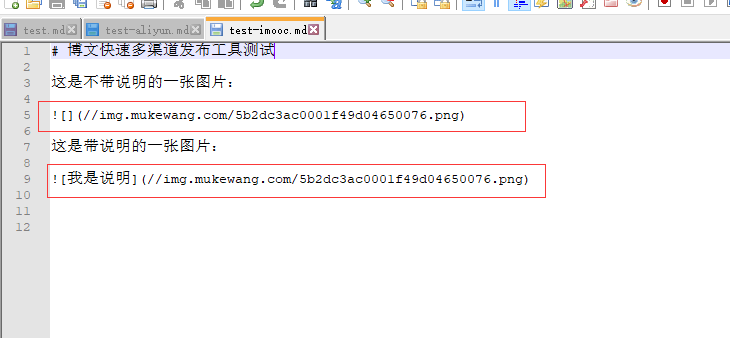 test.md
test-aliyun.md
test-imooc.md
1 # 博文快速多渠道发布工具测试
2
3 这是不带说明的一张图片：
4
5 ![](//img.mukewang.com/5b2dc3ac0001f49d04650076.png)
6
7 这是带说明的一张图片：
8
9 ![我是说明](//img.mukewang.com/5b2dc3ac0001f49d04650076.png)
10
11
12